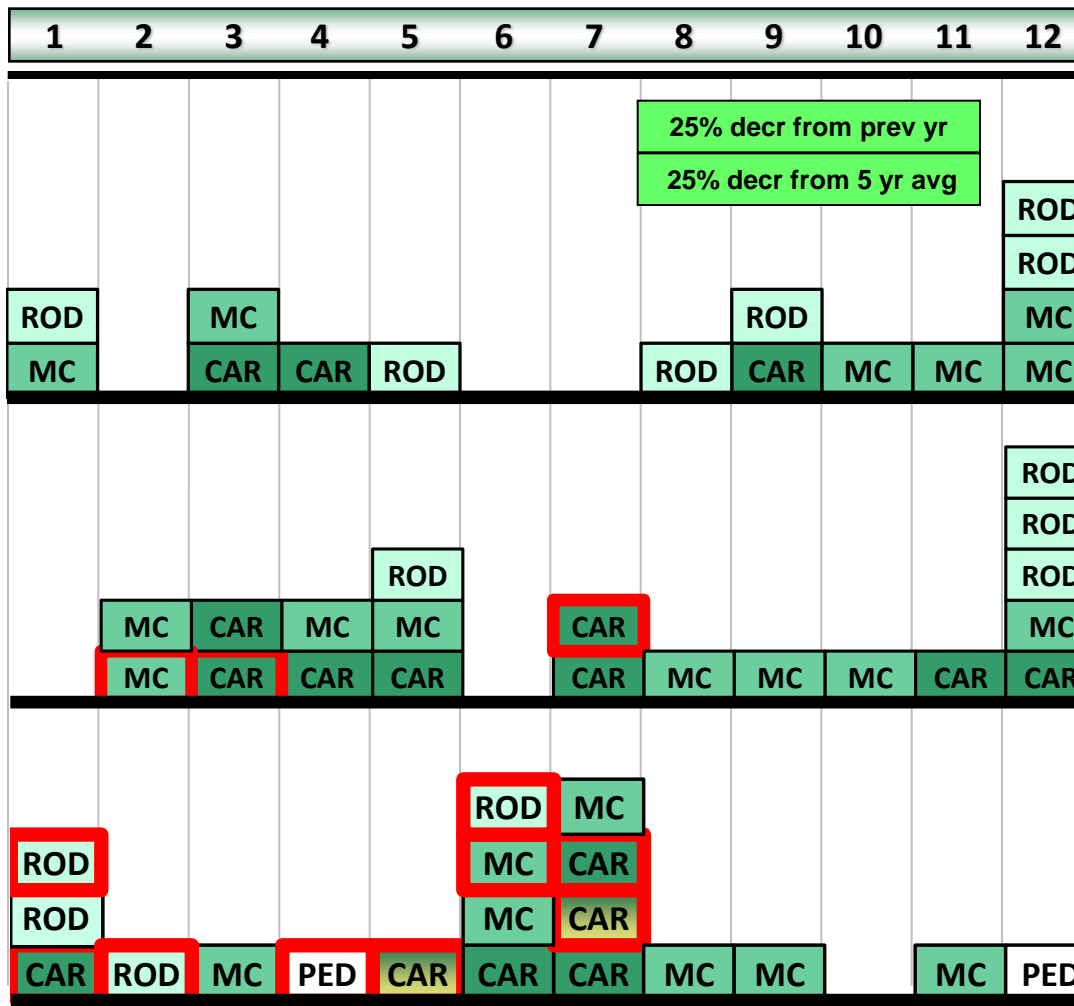 1 2 3 4 5 6 7 8 9 10 11 12
25% decr from prev yr
25% decr from 5 yr avg
ROD
ROD
ROD MC ROD MC
MC CAR CAR ROD ROD CAR MC MC MC
ROD
ROD
ROD ROD
MC CAR MC MC CAR MC
MC CAR CAR CAR CAR MC MC MC CAR CAR
ROD MC
ROD MC CAR
ROD MC CAR
CAR ROD MC PED CAR CAR CAR MC MC MC PED